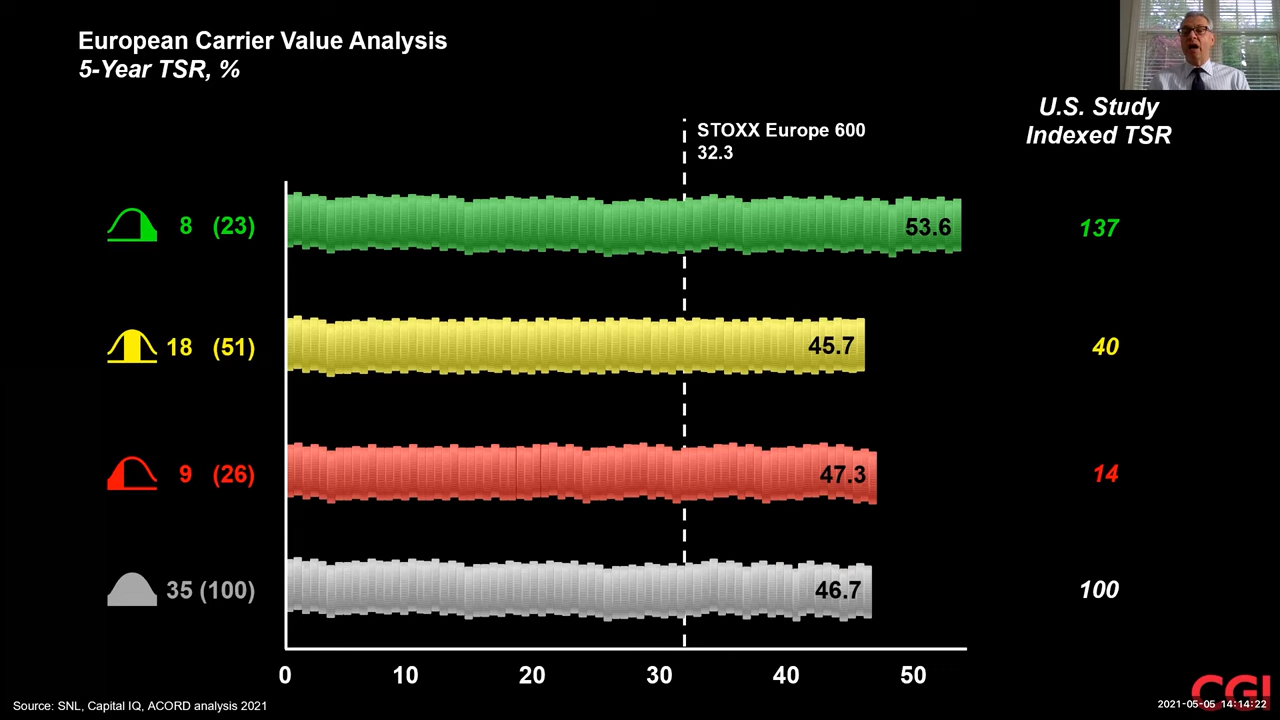 European Carrier Value Analysis
5-Year TSR, %
U.S. Study
Indexed TSR
STOXX Europe 600
32.3
8 (23)
53.6
137
18 (51)
45.7
40
9 (26)
47.3
14
35 (100)
46.7
100
0 10 20 30 40 50
CGI
Source: SNL, Capital IQ, ACORD analysis 2021
2021-05-05 14:14:22